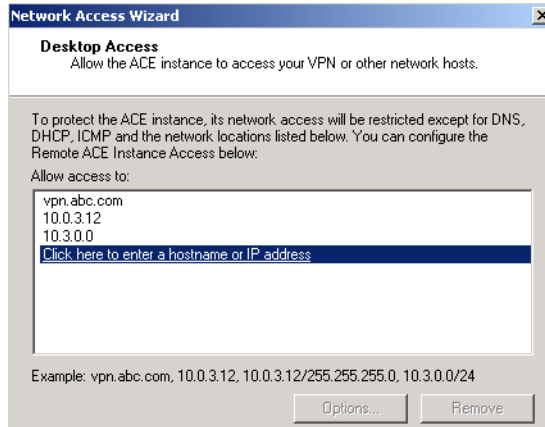 Network Access Wizard
Desktop Access
Allow the ACE instance to access your VPN or other network hosts.
To protect the ACE instance, its network access will be restricted except for DNS,
DHCP, ICMP and the network locations listed below. You can configure the
Remote ACE Instance Access below:
Allow access to:
vpn.abc.com
10.0.3.12
10.3.0.0
Click here to enter a hostname or IP address
Example: vpn.abc.com, 10.0.3.12, 10.0.3.12/255.255.255.0, 10.3.0.0/24
Options...
Remove